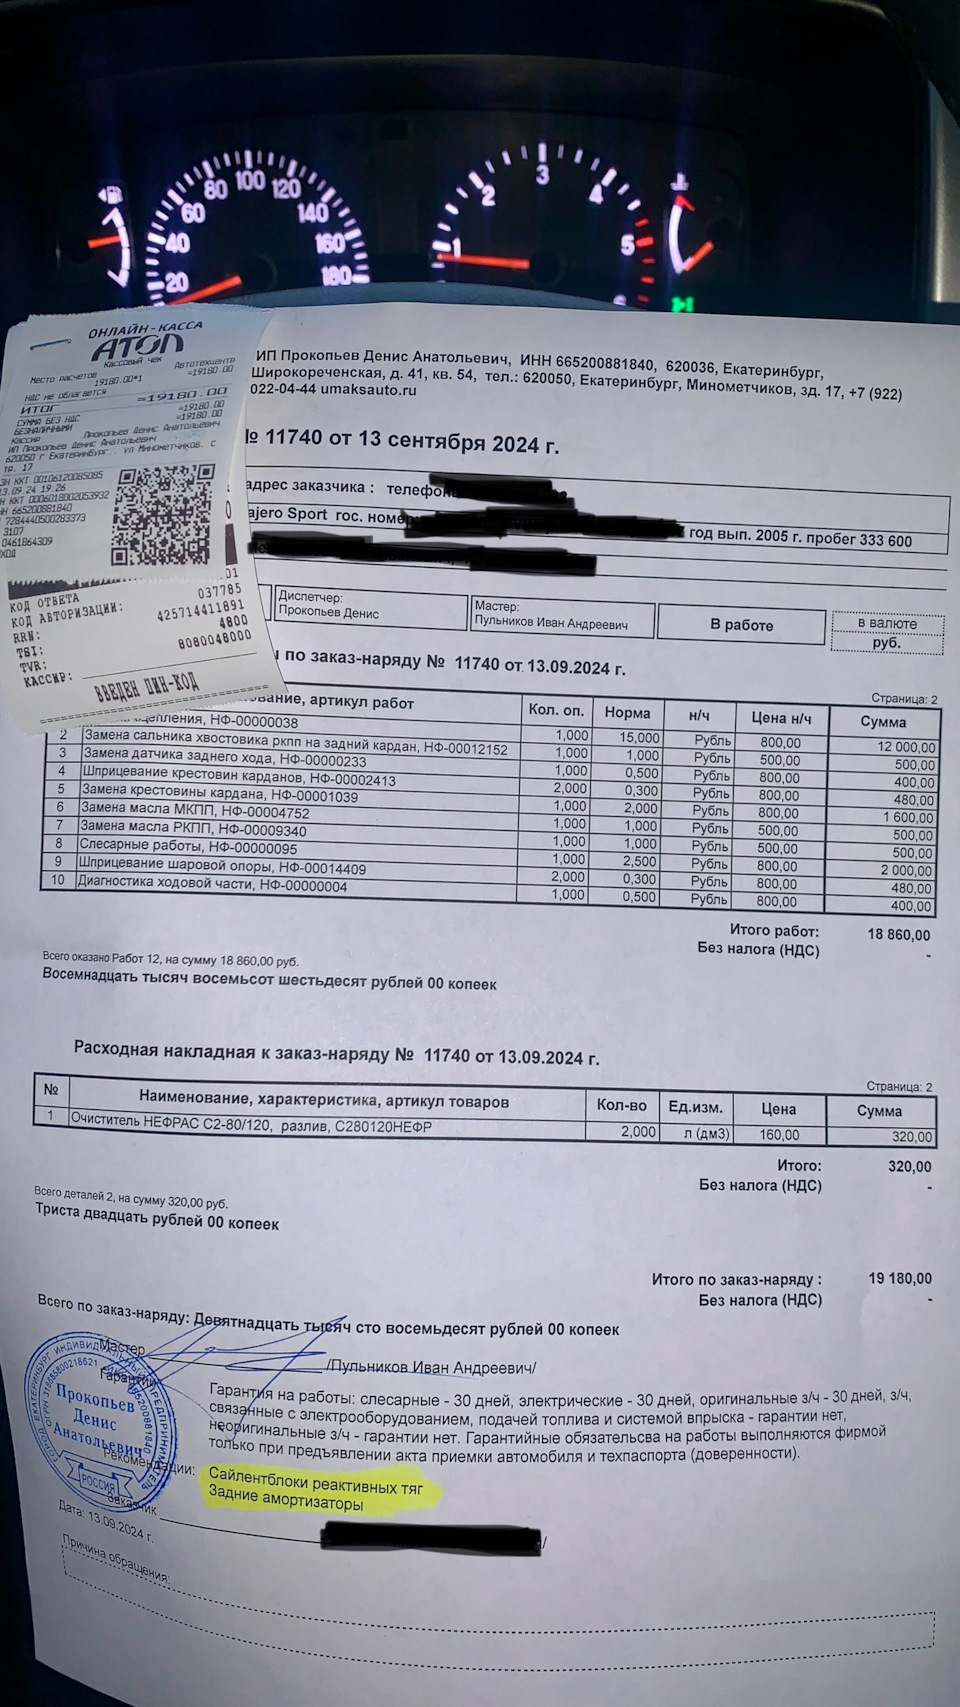 80 100 120
60 140
40 160
20 180
1 2 3 4 5 6
ОНЛАЙН-КАССА
АТОЛ
Кассовый чек
Место расчетов Автотехцентр
19180.00*1 =19180.00
НДС не облагается
ИТОГ =19180.00
СУММА БЕЗ НДС =19180.00
БЕЗНАЛИЧНЫМИ =19180.00
Кассир Прокопьев Денис Анатольевич
ИП Прокопьев Денис Анатольевич
620050 г Екатеринбург, ул Минометчиков, с
тр. 17
ЗН ККТ 00106120085085
13.09.24 19:26
Н ККТ 0006018002053932
НН 665200881840
7284440500283373
3107
0461864309
КОД ОТВЕТА 01
КОД АВТОРИЗАЦИИ: 037785
RRN: 425714411891
TSI: 4800
TVR: 8080048000
КАССИР:
ВВЕДЕН ПИН-КОД
ИП Прокопьев Денис Анатольевич, ИНН 665200881840, 620036, Екатеринбург,
Широкореченская, д. 41, кв. 54, тел.: 620050, Екатеринбург, Минометчиков, зд. 17, +7 (922)
022-04-44 umaksauto.ru
№ 11740 от 13 сентября 2024 г.
адрес заказчика : телефон
ajero Sport гос. номер год вып. 2005 г. пробег 333 600
Диспетчер:
Прокопьев Денис
Мастер:
Пульников Иван Андреевич
В работе
в валюте
руб.
по заказ-наряду № 11740 от 13.09.2024 г.
Страница: 2
ование, артикул работ Кол. оп. Норма н/ч Цена н/ч Сумма
цепления, НФ-00000038 1,000 15,000 Рубль 800,00 12 000,00
2 Замена сальника хвостовика ркпп на задний кардан, НФ-00012152 1,000 1,000 Рубль 500,00 500,00
3 Замена датчика заднего хода, НФ-00000233 1,000 0,500 Рубль 800,00 400,00
4 Шприцевание крестовин карданов, НФ-00002413 2,000 0,300 Рубль 800,00 480,00
5 Замена крестовины кардана, НФ-00001039 1,000 2,000 Рубль 800,00 1 600,00
6 Замена масла МКПП, НФ-00004752 1,000 1,000 Рубль 500,00 500,00
7 Замена масла РКПП, НФ-00009340 1,000 1,000 Рубль 500,00 500,00
8 Слесарные работы, НФ-00000095 1,000 2,500 Рубль 800,00 2 000,00
9 Шприцевание шаровой опоры, НФ-00014409 2,000 0,300 Рубль 800,00 480,00
10 Диагностика ходовой части, НФ-00000004 1,000 0,500 Рубль 800,00 400,00
Итого работ: 18 860,00
Без налога (НДС) -
Всего оказано Работ 12, на сумму 18 860,00 руб.
Восемнадцать тысяч восемьсот шестьдесят рублей 00 копеек
Расходная накладная к заказ-наряду № 11740 от 13.09.2024 г.
Страница: 2
№ Наименование, характеристика, артикул товаров Кол-во Ед.изм. Цена Сумма
1 Очиститель НЕФРАС С2-80/120, разлив, С280120НЕФР 2,000 л (дм3) 160,00 320,00
Итого: 320,00
Без налога (НДС) -
Всего деталей 2, на сумму 320,00 руб.
Триста двадцать рублей 00 копеек
Итого по заказ-наряду : 19 180,00
Без налога (НДС) -
Всего по заказ-наряду: Девятнадцать тысяч сто восемьдесят рублей 00 копеек
Мастер /Пульников Иван Андреевич/
Гарантии
Гарантия на работы: слесарные - 30 дней, электрические - 30 дней, оригинальные з/ч - 30 дней, з/ч,
связанные с электрооборудованием, подачей топлива и системой впрыска - гарантии нет,
неоригинальные з/ч - гарантии нет. Гарантийные обязательсва на работы выполняются фирмой
только при предъявлении акта приемки автомобиля и техпаспорта (доверенности).
Рекомендации:
Сайлентблоки реактивных тяг
Задние амортизаторы
Заказчик /
Дата: 13.09.2024 г.
Причина обращения:
ИНДИВИДУАЛЬНЫЙ ПРЕДПРИНИМАТЕЛЬ
ГОРОД ЕКАТЕРИНБУРГ
Прокопьев
Денис
Анатольевич
РОССИЯ